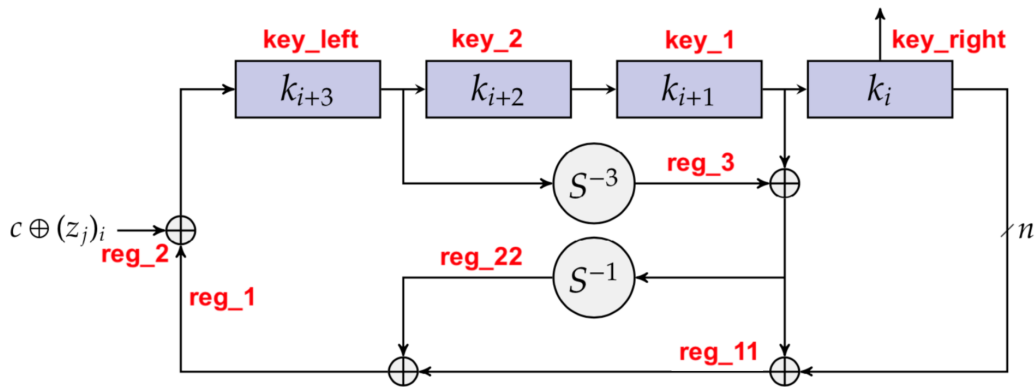 key_left
key_2
key_1
key_right
k_{i+3}
k_{i+2}
k_{i+1}
k_i
S^{-3}
reg_3
c ⊕ (z_j)_i
reg_2
reg_22
S^{-1}
n
reg_1
reg_11